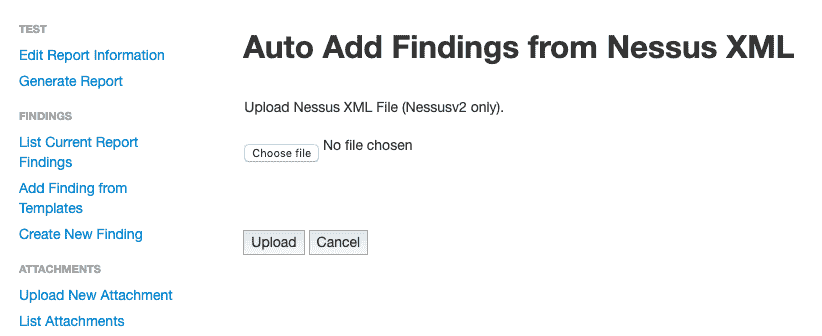 TEST
Edit Report Information
Generate Report
FINDINGS
List Current Report
Findings
Add Finding from
Templates
Create New Finding
ATTACHMENTS
Upload New Attachment
List Attachments
Auto Add Findings from Nessus XML
Upload Nessus XML File (Nessusv2 only).
Choose file No file chosen
Upload Cancel